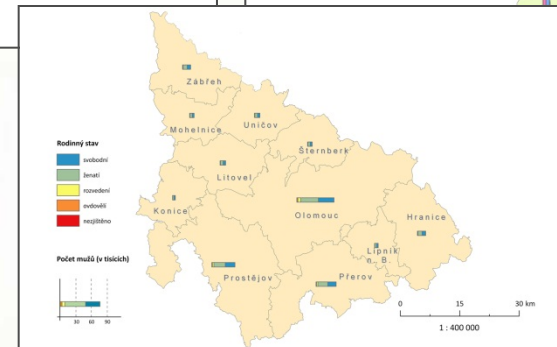 Zábřeh
Mohelnice
Uničov
Šternberk
Litovel
Konice
Olomouc
Hranice
Lipník
n. B.
Prostějov
Přerov
Rodinný stav
svobodní
ženatí
rozvedení
ovdovělí
nezjištěno
Počet mužů (v tisících)
30 60 90
0 15 30 km
1 : 400 000